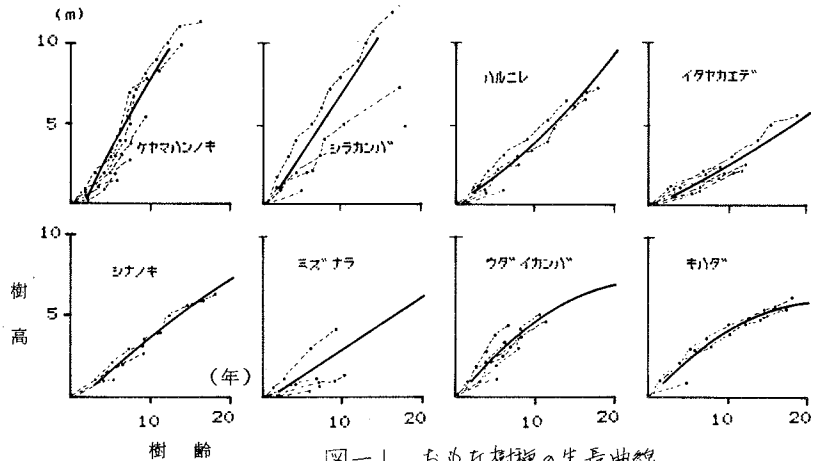 (m)
10
5
ケヤマハンノキ
シラカンバ
ハルニレ
イタヤカエデ
10
5
シナノキ
ミズナラ
ウダイカンバ
キハダ
樹高
(年)
10 20 10 20 10 20 10 20
樹 齢
図-1 おもな樹種の生長曲線